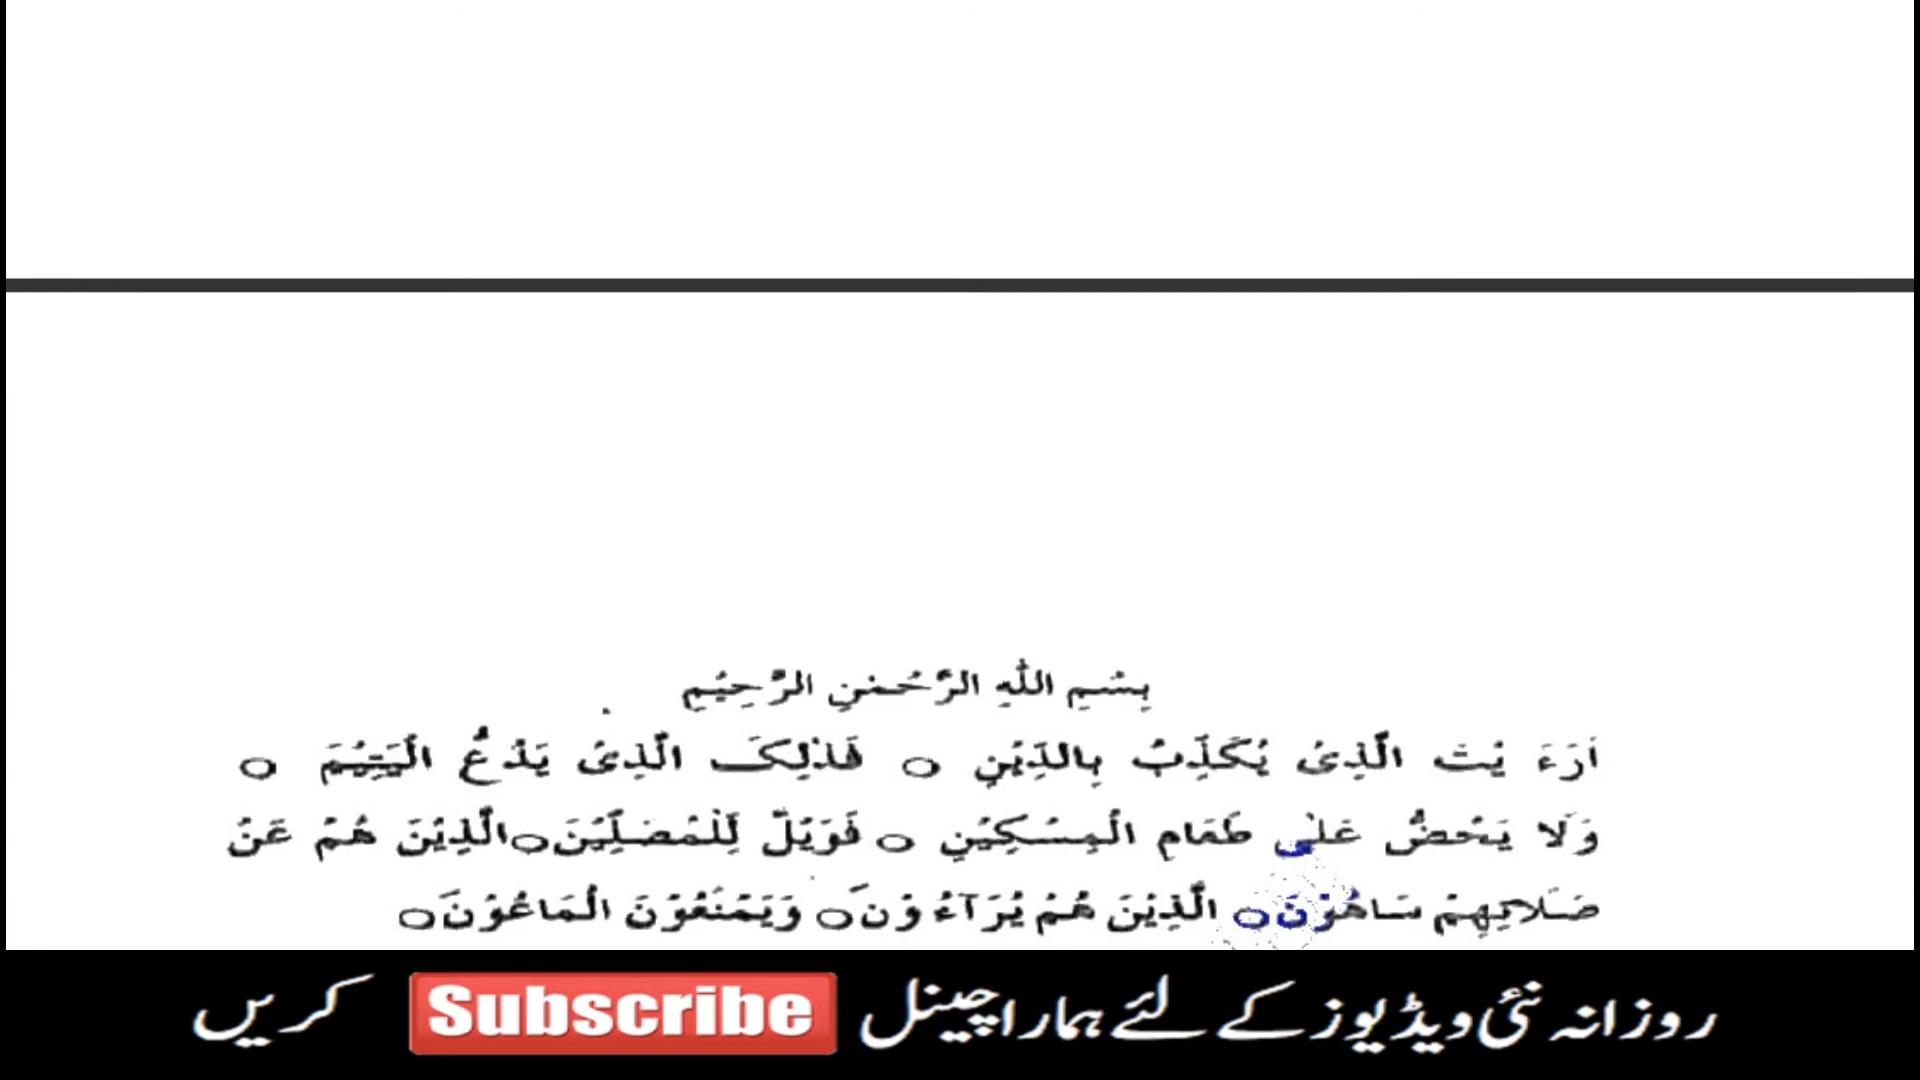 بِسْمِ اللّٰهِ الرَّحْمٰنِ الرَّحِیْمِ
اَرَءَ یْتَ الَّذِیْ یُکَذِّبُ بِالدِّیْنِ ○ فَذٰلِکَ الَّذِیْ یَدُ عُّ الْیَتِیْمَ ○
وَلَا یَحُضُّ عَلٰی طَعَامِ الْمِسْکِیْنِ ○ فَوَیْلٌ لِّلْمُصَلِّیْنَ○الَّذِیْنَ هُمْ عَنْ
صَلَاتِهِمْ سَاهُوْنَ○ الَّذِیْنَ هُمْ یُرَآءُ وْنَ○ وَیَمْنَعُوْنَ الْمَاعُوْنَ○
روزانہ نئی ویڈیوز کے لئے ہمارا چینل Subscribe کریں